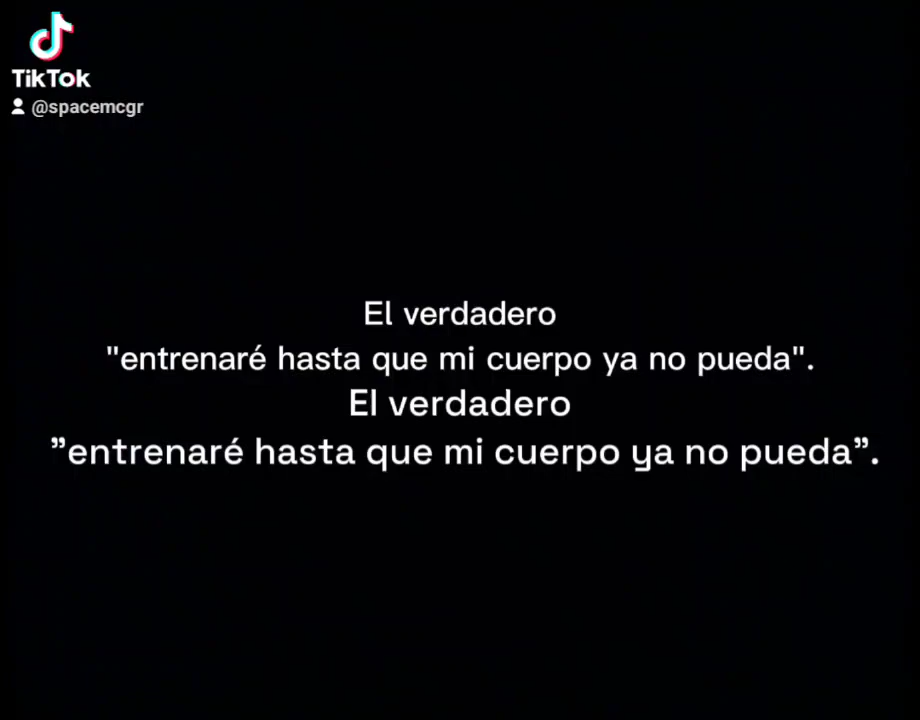 TikTok
@spacemcgr
El verdadero
"entrenaré hasta que mi cuerpo ya no pueda".
El verdadero
”entrenaré hasta que mi cuerpo ya no pueda”.